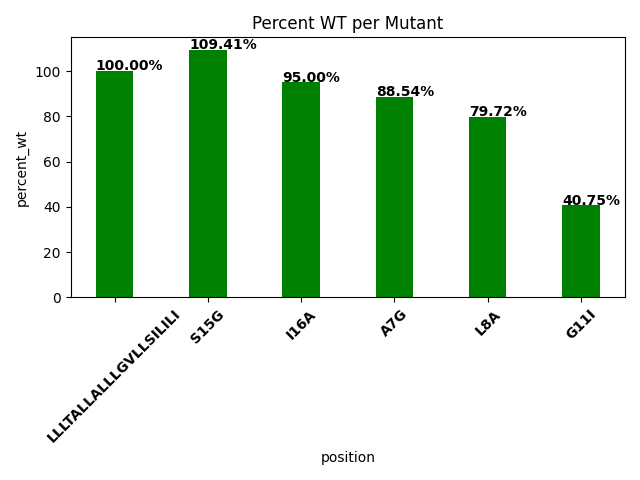 Percent WT per Mutant
percent_wt
100
80
60
40
20
0
100.00%
109.41%
95.00%
88.54%
79.72%
40.75%
LLLTALLALLLGVLLSILILI
S15G
I16A
A7G
L8A
G11I
position